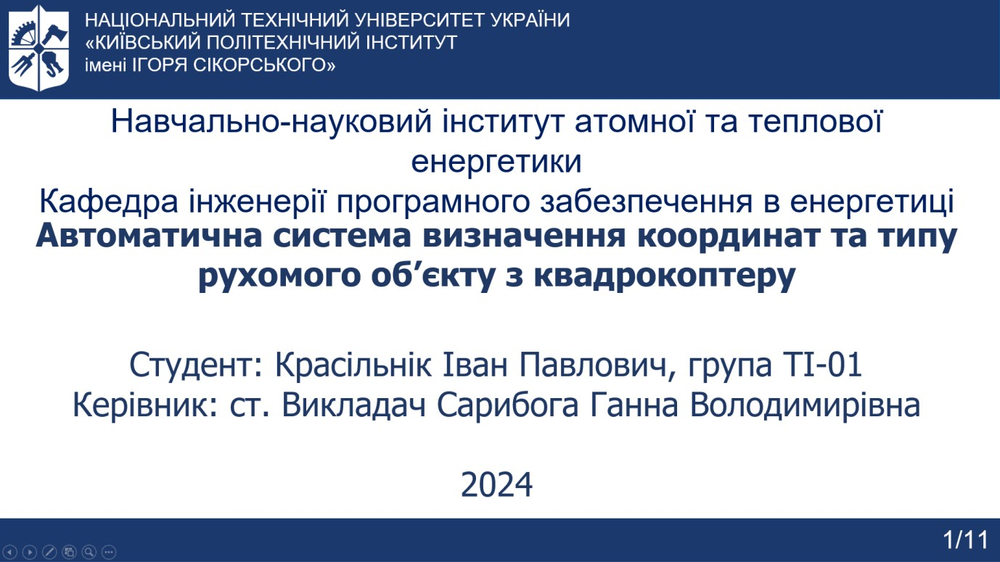 НАЦІОНАЛЬНИЙ ТЕХНІЧНИЙ УНІВЕРСИТЕТ УКРАЇНИ
«КИЇВСЬКИЙ ПОЛІТЕХНІЧНИЙ ІНСТИТУТ
імені ІГОРЯ СІКОРСЬКОГО»
Навчально-науковий інститут атомної та теплової
енергетики
Кафедра інженерії програмного забезпечення в енергетиці
Автоматична система визначення координат та типу
рухомого об’єкту з квадрокоптеру
Студент: Красільнік Іван Павлович, група ТІ-01
Керівник: ст. Викладач Сарибога Ганна Володимирівна
2024
1/11